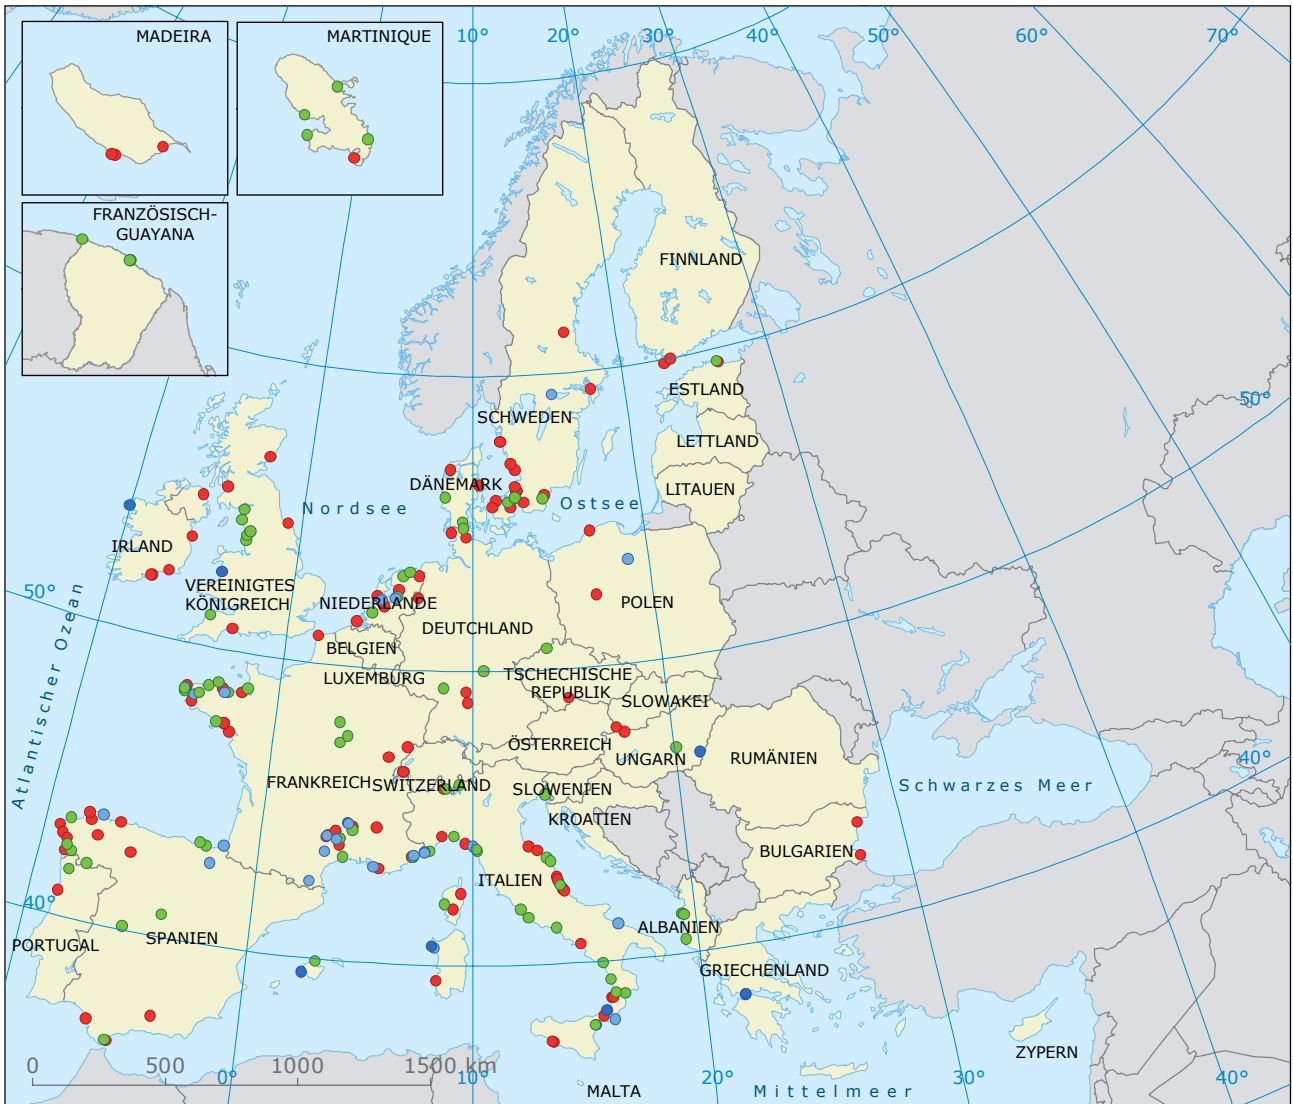 MADEIRA
MARTINIQUE
10° 20° 30° 40° 50° 60° 70°
FRANZÖSISCH-
GUAYANA
FINNLAND
ESTLAND
50°
SCHWEDEN
LETTLAND
DÄNEMARK
LITAUEN
Nordsee
Ostsee
IRLAND
50°
VEREINIGTES
KÖNIGREICH
NIEDERLANDE
POLEN
DEUTCHLAND
BELGIEN
LUXEMBURG
TSCHECHISCHE
REPUBLIK
SLOWAKEI
Atlantischer Ozean
ÖSTERREICH
UNGARN
RUMÄNIEN
40°
FRANKREICH
SWITZERLAND
SLOWENIEN
Schwarzes Meer
KROATIEN
BULGARIEN
ITALIEN
40°
PORTUGAL
SPANIEN
ALBANIEN
GRIECHENLAND
ZYPERN
0 500 1000 1500 km
0° 10° 20° 30° 40°
MALTA
Mittelmeer